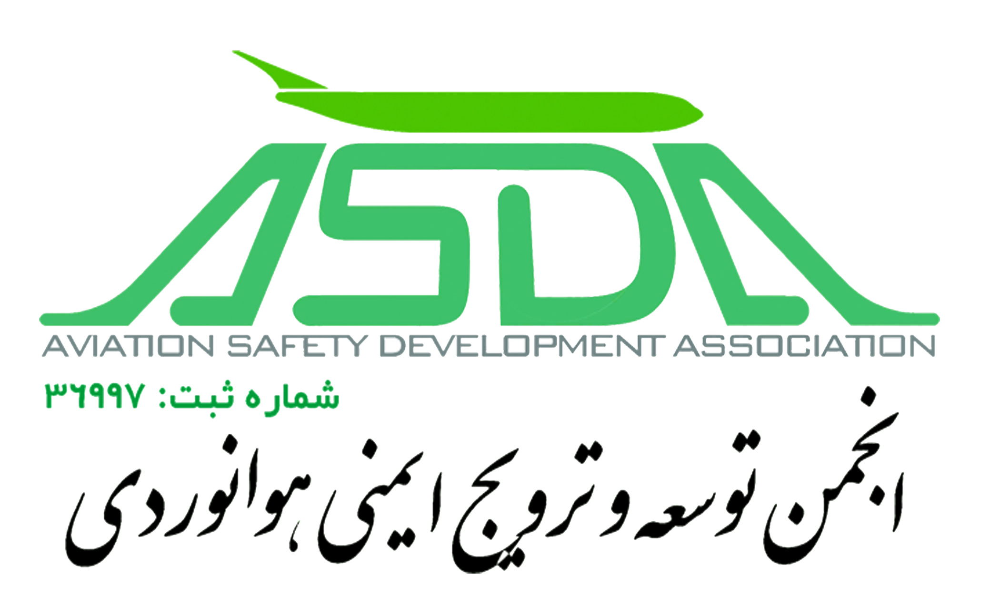 ASDA
AVIATION SAFETY DEVELOPMENT ASSOCIATION
شماره ثبت: ۳۶۹۹۷
انجمن توسعه و ترویج ایمنی هوانوردی